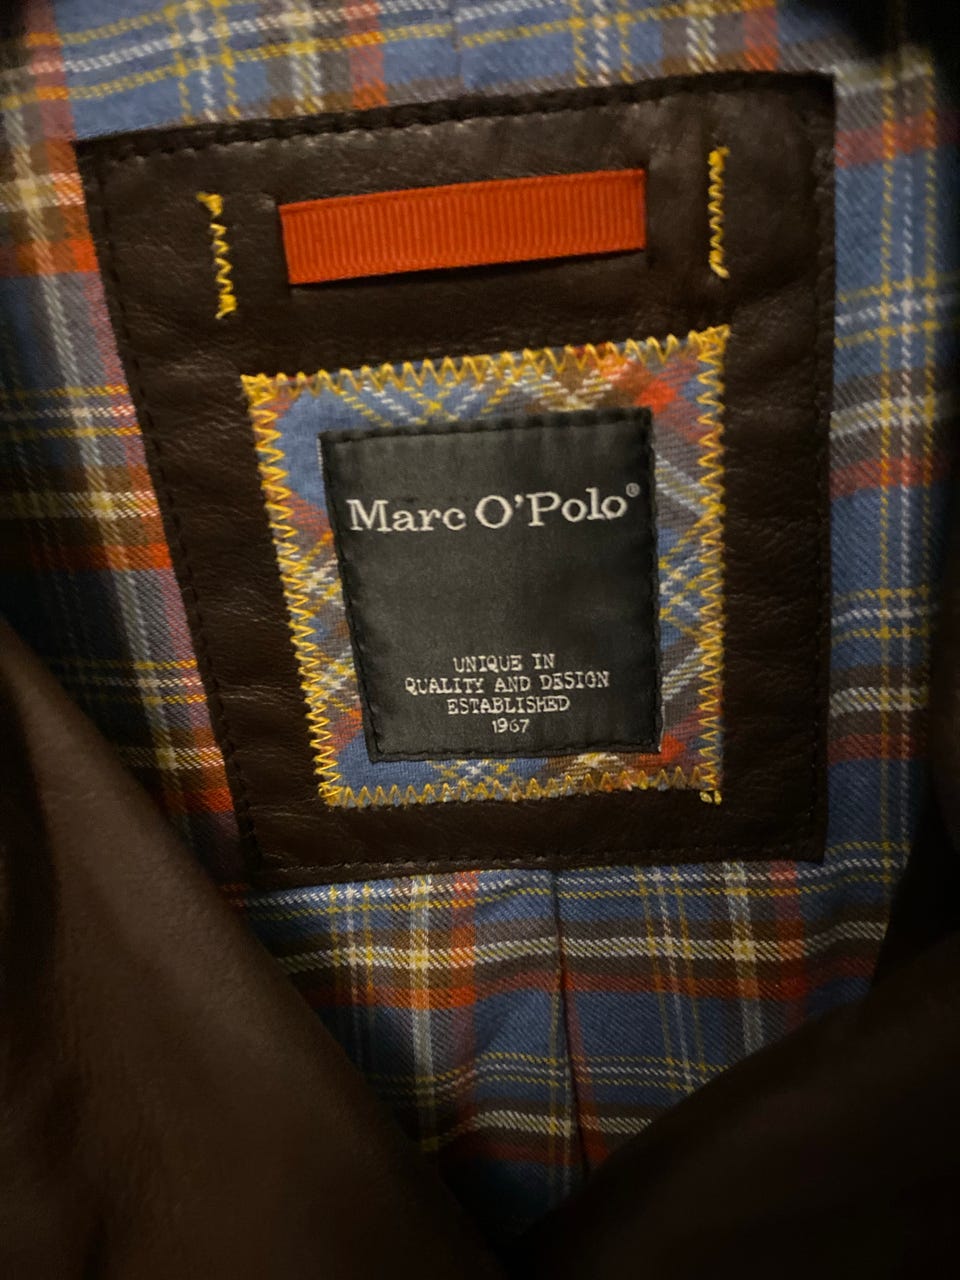 Marc O'Polo®
UNIQUE IN
QUALITY AND DESIGN
ESTABLISHED
1967